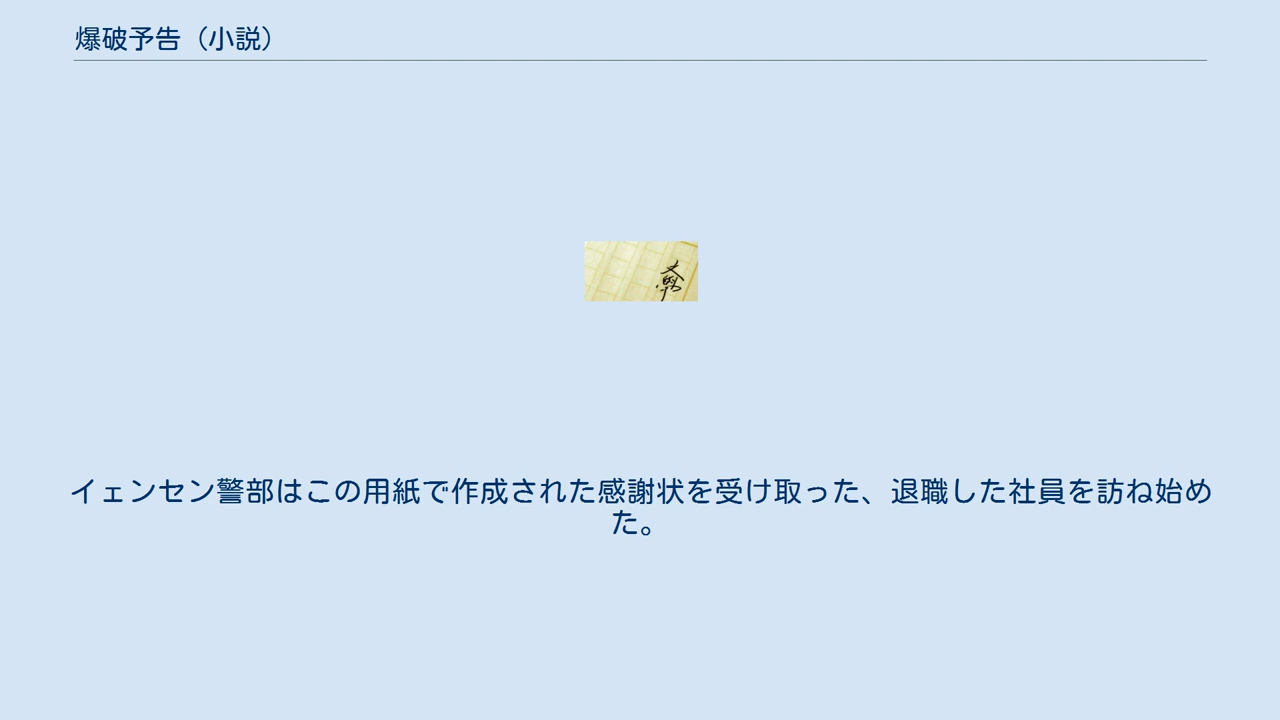 爆破予告（小説）
イェンセン警部はこの用紙で作成された感謝状を受け取った、退職した社員を訪ね始め
た。